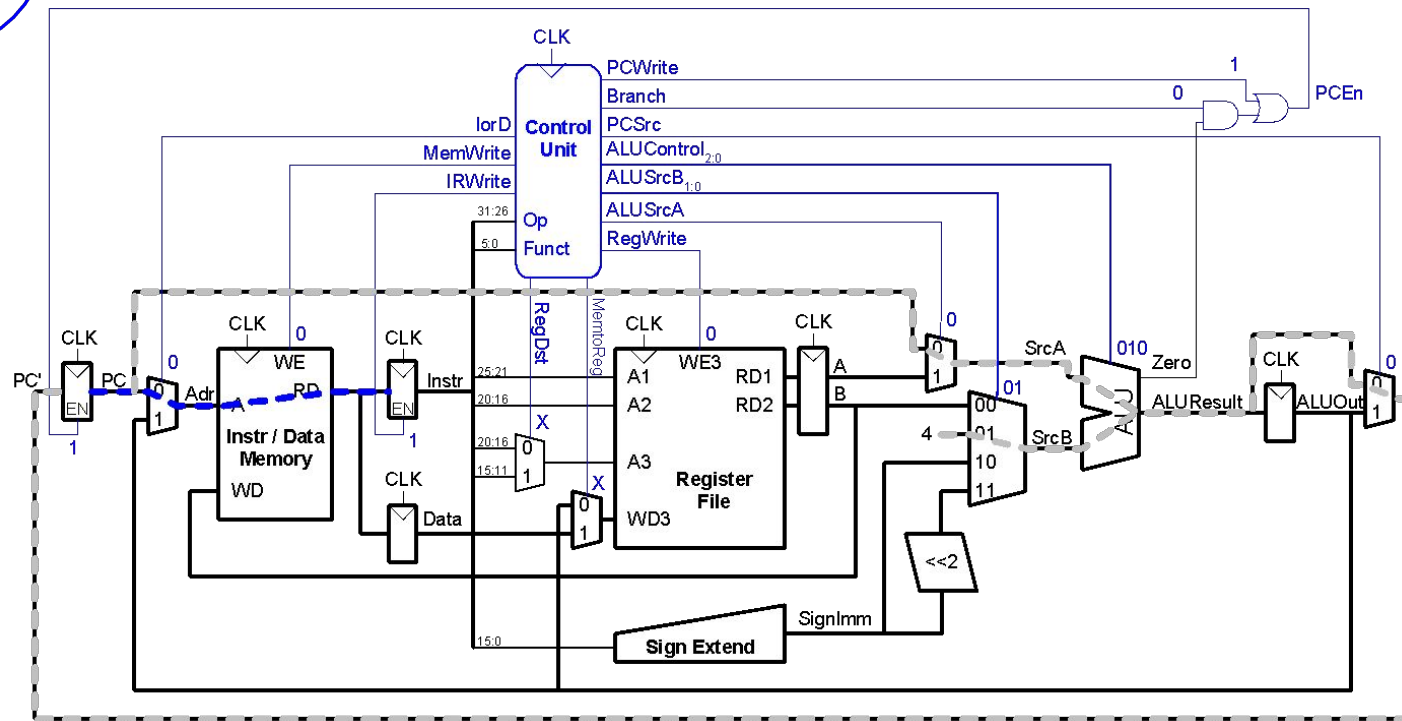 CLK
PCWrite
1
Branch
0
PCEn
IorD
Control
Unit
PCSrc
MemWrite
ALUControl2:0
IRWrite
ALUSrcB1:0
31:26
Op
ALUSrcA
5:0
Funct
RegWrite
RegDst
MemtoReg
CLK
CLK
CLK
CLK
CLK
0
0
0
0
010
0
PC'
EN
1
PC
0
1
Adr
WE
A
RD
Instr / Data
Memory
WD
EN
1
Instr
25:21
20:16
20:16
15:11
X
0
1
CLK
Data
X
0
1
A1
A2
A3
WD3
WE3
RD1
RD2
Register
File
A
B
0
1
SrcA
01
00
4
01
10
11
SrcB
ALU
Zero
ALUResult
CLK
ALUOut
0
1
<<2
SignImm
15:0
Sign Extend